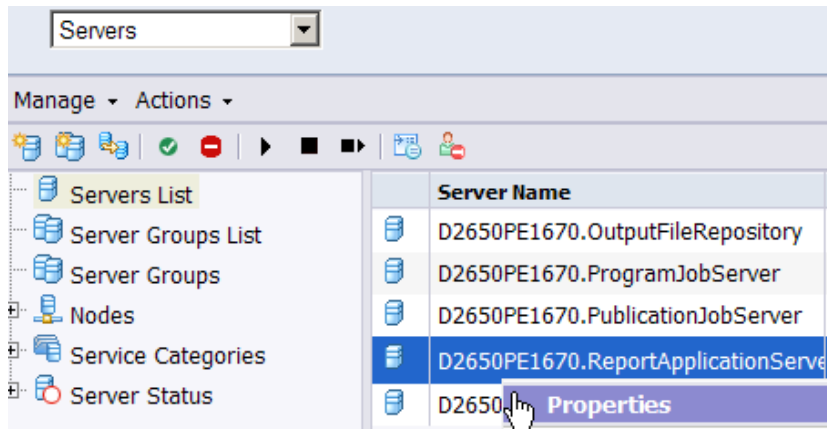 Servers
Manage Actions
Servers List
Server Groups List
Server Groups
Nodes
Service Categories
Server Status
Server Name
D2650PE1670.OutputFileRepository
D2650PE1670.ProgramJobServer
D2650PE1670.PublicationJobServer
D2650PE1670.ReportApplicationServe
D2650
Properties